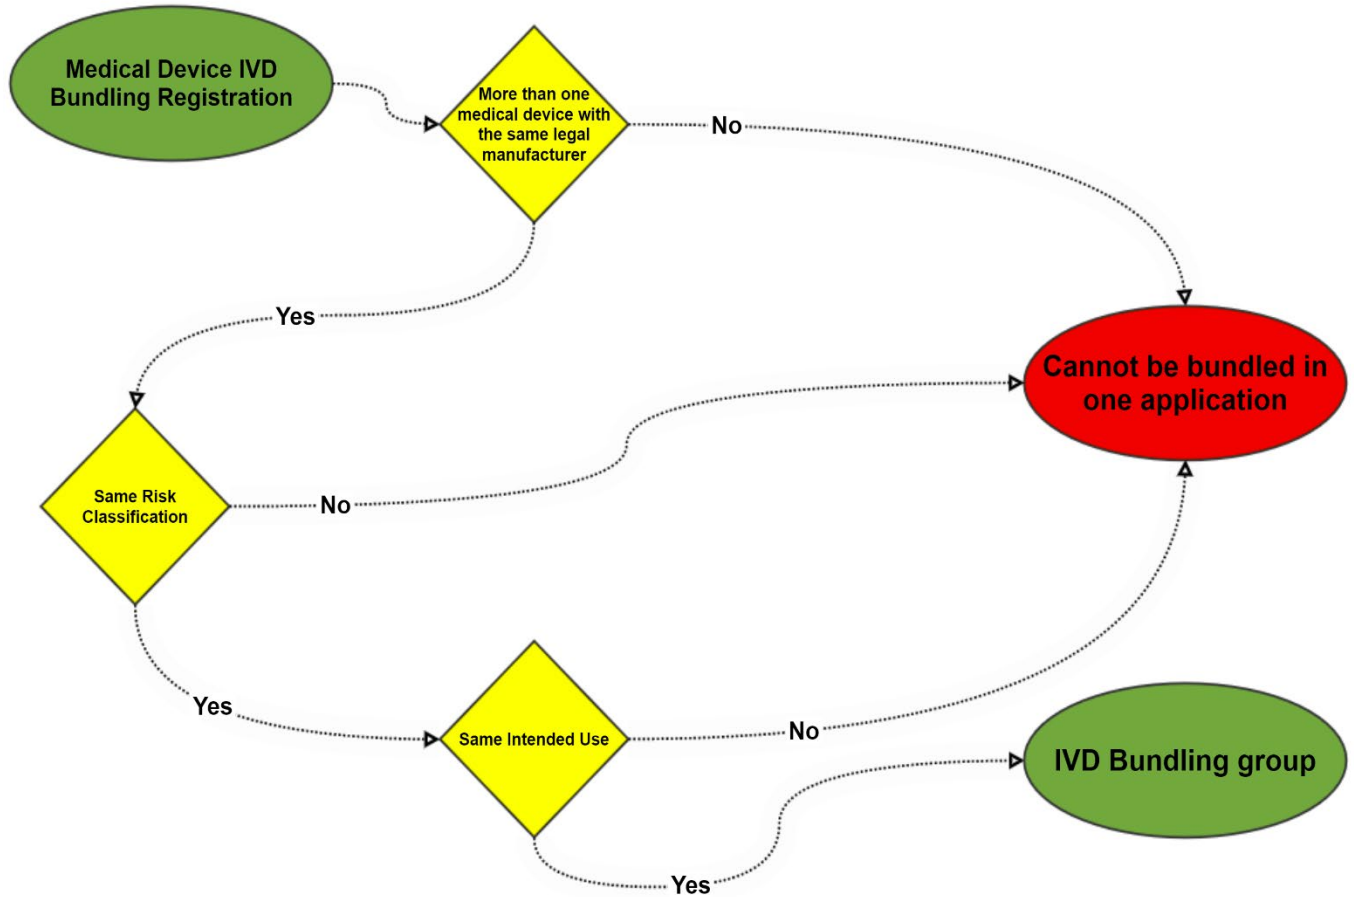 Medical Device IVD
Bundling Registration
More than one
medical device with
the same legal
manufacturer
No
Yes
Cannot be bundled in
one application
Same Risk
Classification
No
Yes
Same Intended Use
No
IVD Bundling group
Yes